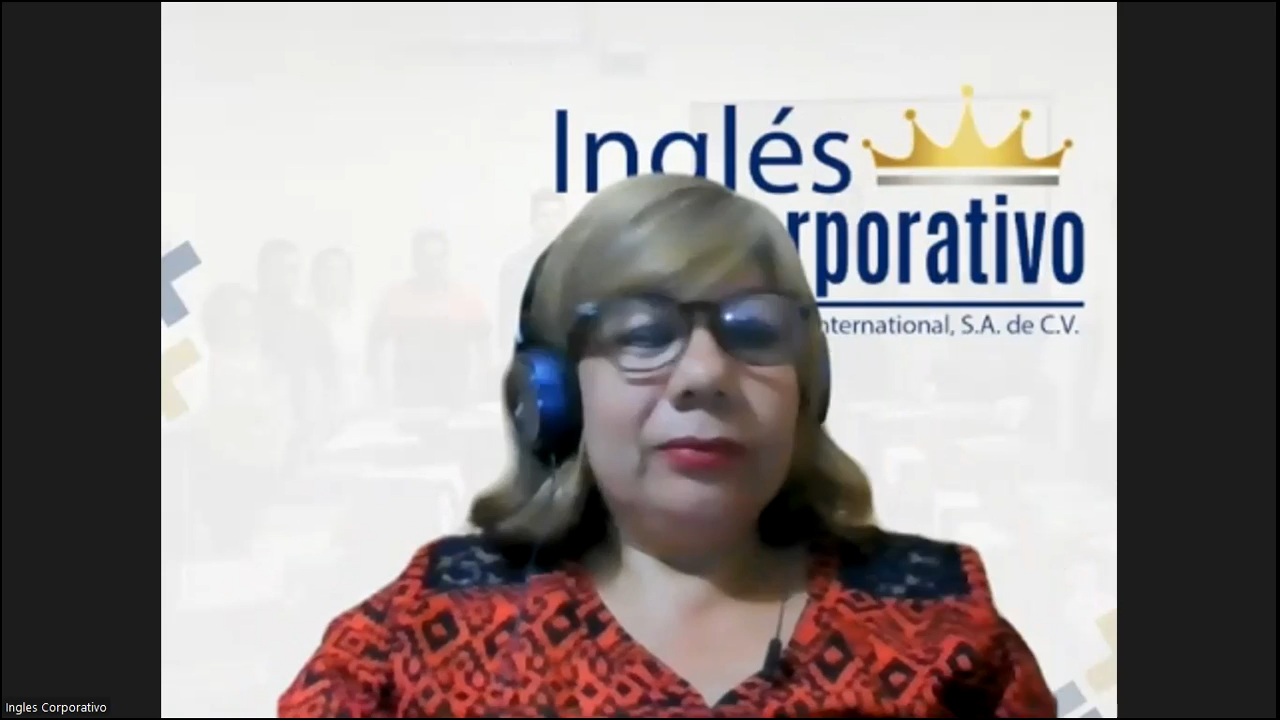 Inglés
rporativo
nternational, S.A. de C.V.
Ingles Corporativo